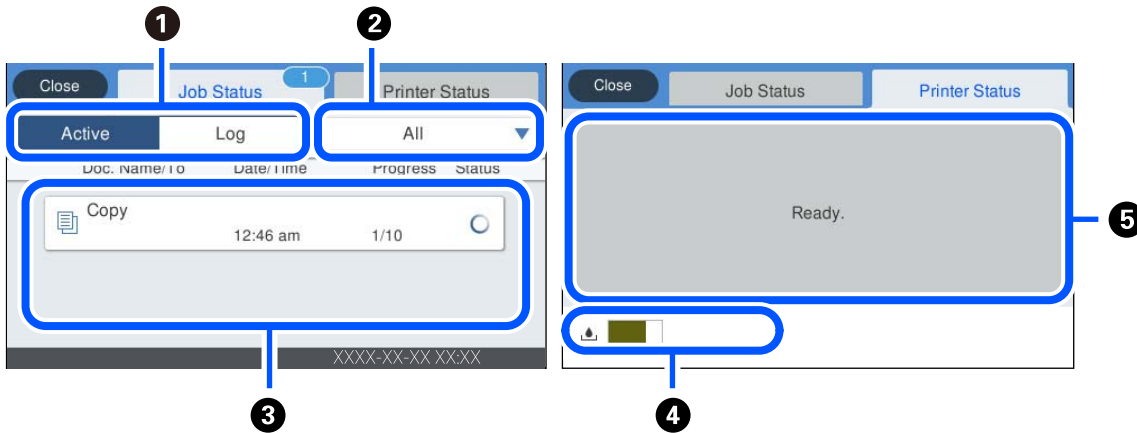 1 2
Close Job Status 1 Printer Status
Active Log All
Doc. Name/To Date/Time Progress Status
Copy
12:46 am 1/10
XXXX-XX-XX XX:XX
3
Close Job Status Printer Status
Ready.
5
4